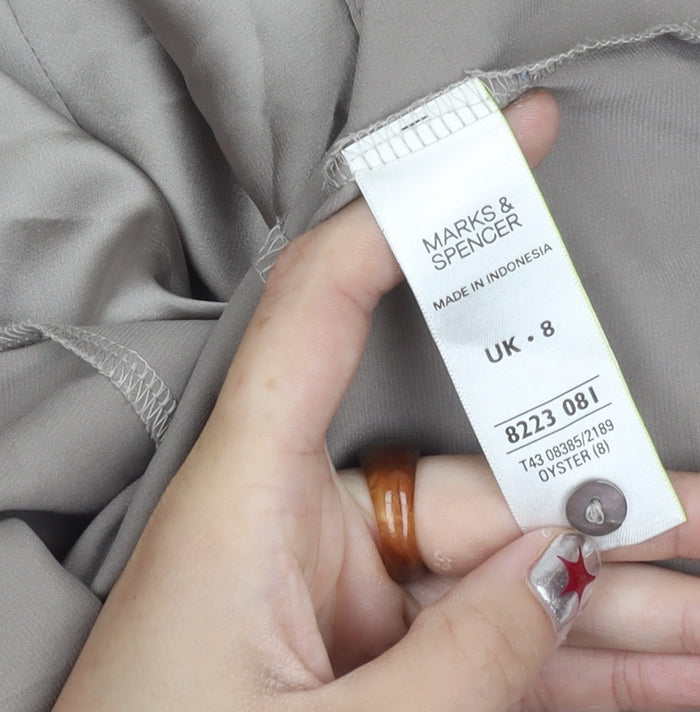 MARKS &
SPENCER
MADE IN INDONESIA
UK • 8
8223 081
T43 08385/2189
OYSTER (8)